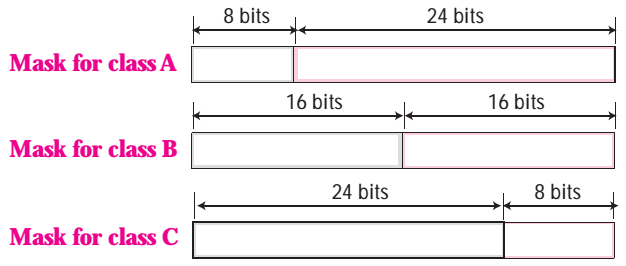 8 bits 24 bits
Mask for class A
16 bits 16 bits
Mask for class B
24 bits 8 bits
Mask for class C